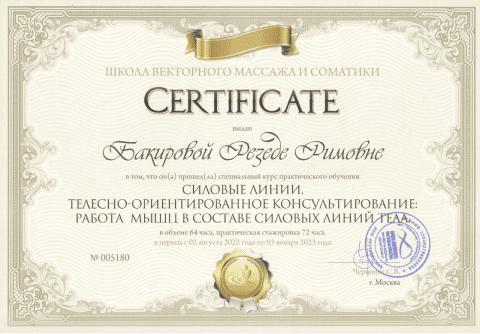 ШКОЛА ВЕКТОРНОГО МАССАЖА И СОМАТИКИ
CERTIFICATE
выдан
Бакировой Резеде Римовне
в том, что он(а) прошел(ла) специальный курс практического обучения
СИЛОВЫЕ ЛИНИИ.
ТЕЛЕСНО-ОРИЕНТИРОВАННОЕ КОНСУЛЬТИРОВАНИЕ:
РАБОТА МЫШЦ В СОСТАВЕ СИЛОВЫХ ЛИНИЙ ТЕЛА.
в объеме 64 часа, практическая стажировка 72 часа
в период с 02 августа 2022 года по 03 января 2023 года
№ 005180
С.В.
г. Москва